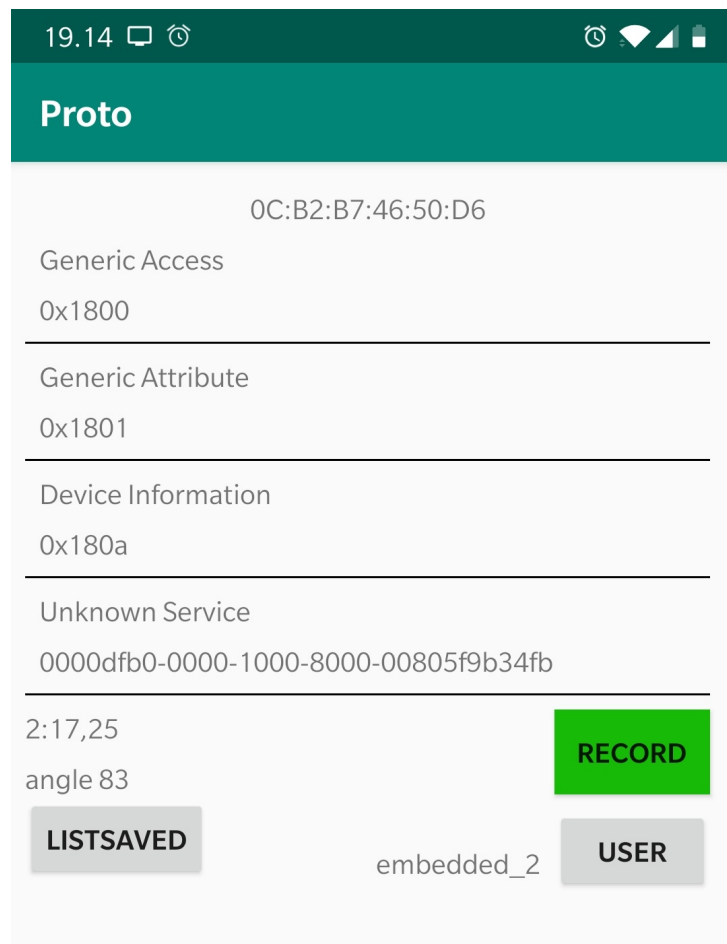 19.14
Proto
0C:B2:B7:46:50:D6
Generic Access
0x1800
Generic Attribute
0x1801
Device Information
0x180a
Unknown Service
0000dfb0-0000-1000-8000-00805f9b34fb
2:17,25
RECORD
angle 83
LISTSAVED
embedded_2
USER